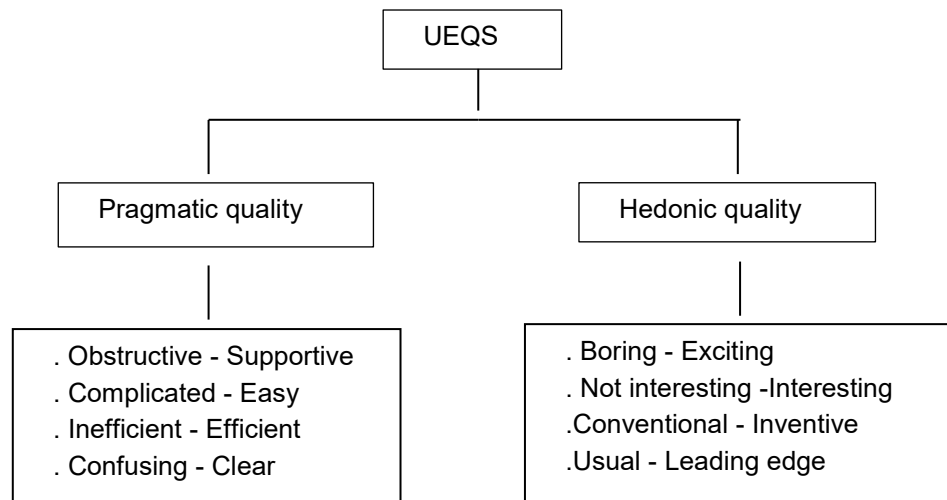 UEQS
Pragmatic quality
Hedonic quality
. Obstructive - Supportive
. Complicated - Easy
. Inefficient - Efficient
. Confusing - Clear
. Boring - Exciting
. Not interesting -Interesting
.Conventional - Inventive
.Usual - Leading edge